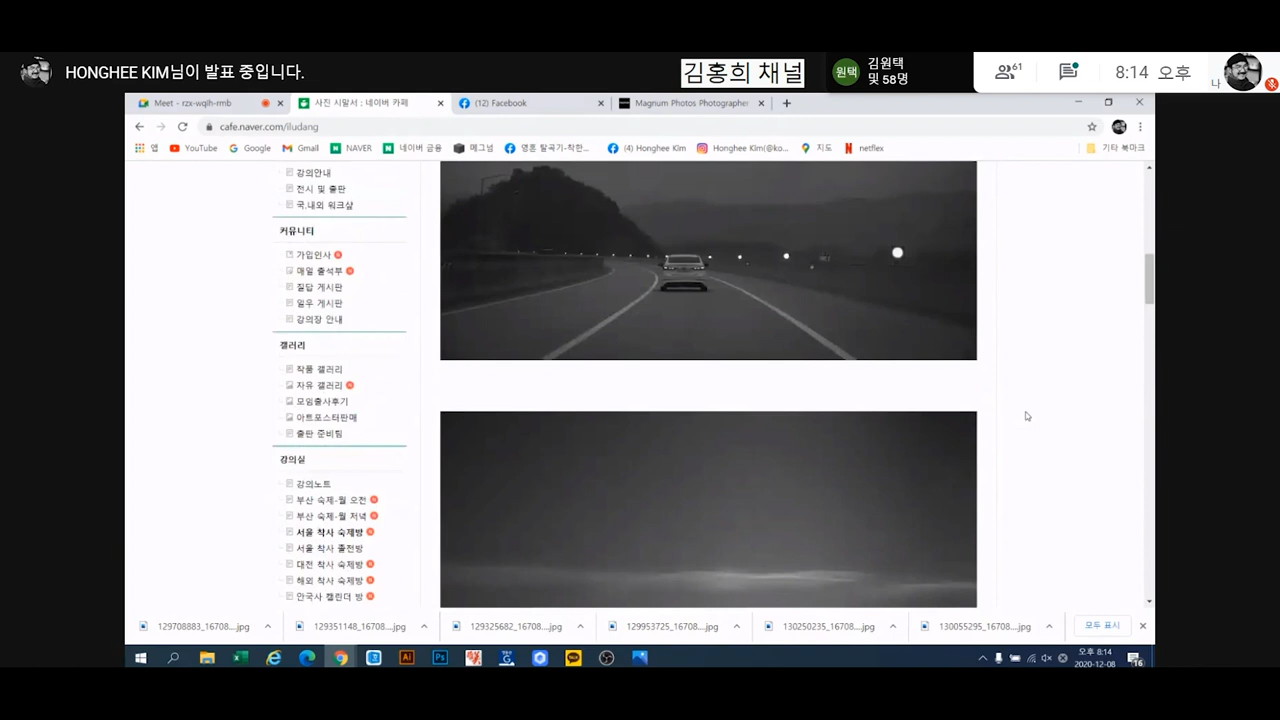 HONGHEE KIM님이 발표 중입니다.
김홍희 채널
원택
김원택
및 58명
61
8:14 오후
나
Meet - rzx-wqih-rmb
사진 시말서 : 네이버 카페
(12) Facebook
Magnum Photos Photographer
cafe.naver.com/illudang
앱
YouTube
Google
Gmail
NAVER
네이버 금융
메그넘
영혼 탈곡기-착한...
(4) Honghee Kim
Honghee Kim(@ko...
지도
netflex
기타 북마크
강의안내
전시 및 출판
국.내외 워크샾
커뮤니티
가입인사
매일 출석부
질답 게시판
일우 게시판
강의장 안내
갤러리
작품 갤러리
자유 갤러리
모임출사후기
아트포스터판매
출판 준비팀
강의실
강의노트
부산 숙제-월 오전
부산 숙제-월 저녁
서울 착사 숙제방
서울 착사 졸전방
대전 착사 숙제방
해외 착사 숙제방
안국사 캘린더 방
129708883_16708....jpg
129351148_16708....jpg
129325682_16708....jpg
129953725_16708....jpg
130250235_16708....jpg
130055295_16708....jpg
모두 표시
오후 8:14
2020-12-08
16